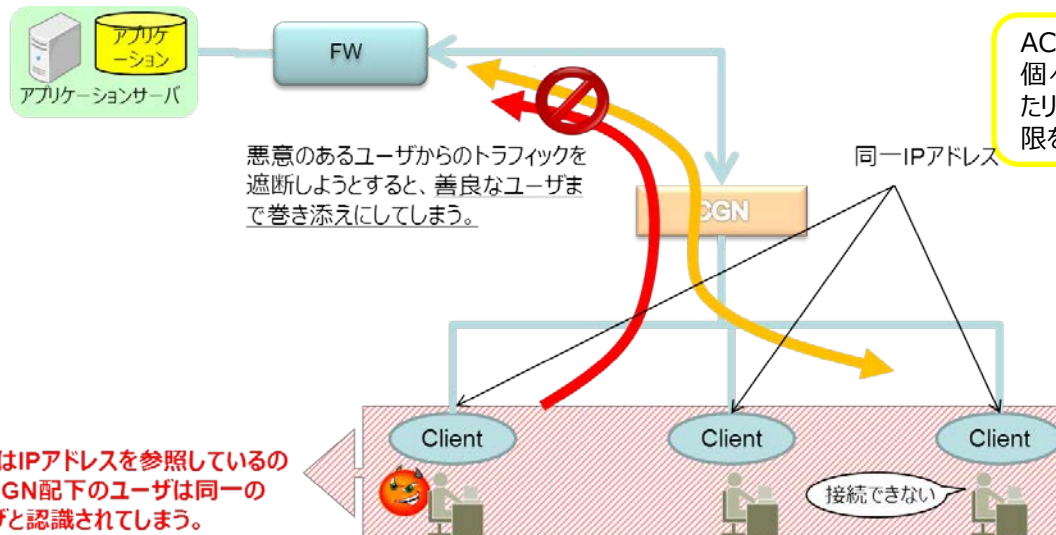 アプリケ
ーション
アプリケーションサーバ
FW
AC
個々
たり
限を
悪意のあるユーザからのトラフィックを
遮断しようとすると、善良なユーザま
で巻き添えにしてしまう。
同一IPアドレス
CGN
Client
Client
Client
接続できない
はIPアドレスを参照しているの
GN配下のユーザは同一の
ザと認識されてしまう。